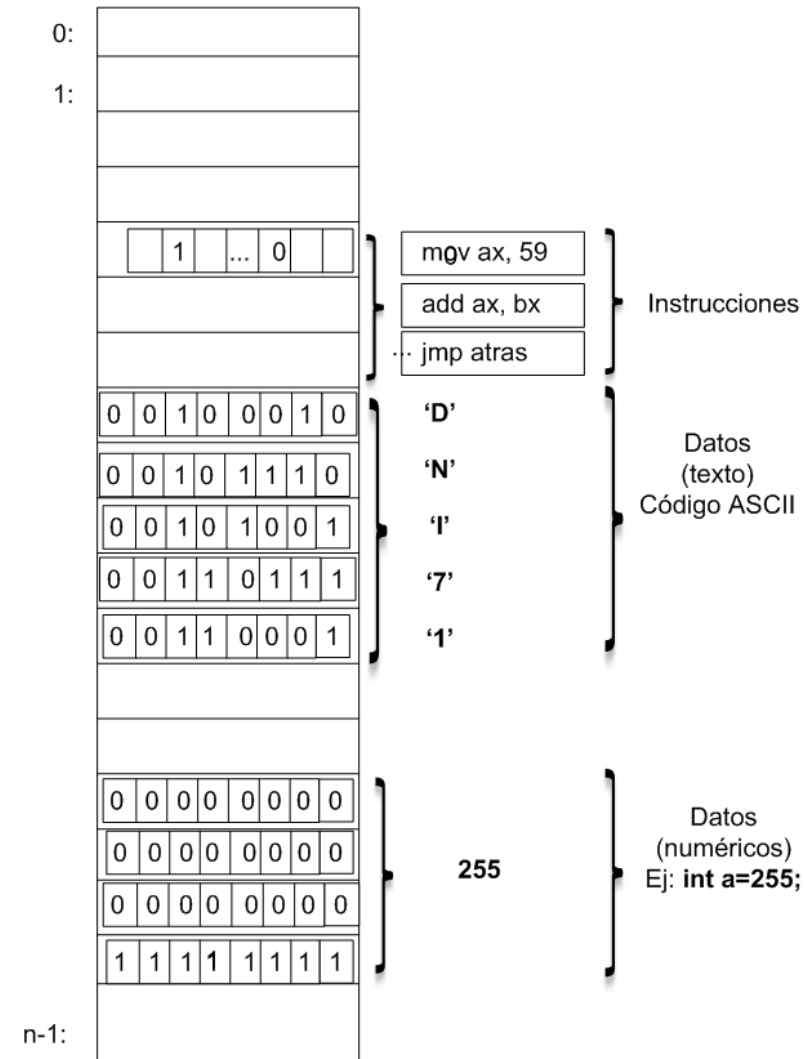 0:
1:
1 ... 0
mov ax, 59
0
add ax, bx
... jmp atras
Instrucciones
0 0 1 0 0 0 1 0
‘D’
0 0 1 0 1 1 1 0
‘N’
0 0 1 0 1 0 0 1
‘I’
0 0 1 1 0 1 1 1
‘7’
0 0 1 1 0 0 0 1
‘1’
Datos
(texto)
Código ASCII
0 0 0 0 0 0 0 0
0 0 0 0 0 0 0 0
0 0 0 0 0 0 0 0
1 1 1 1 1 1 1 1
255
Datos
(numéricos)
Ej: int a=255;
n-1: